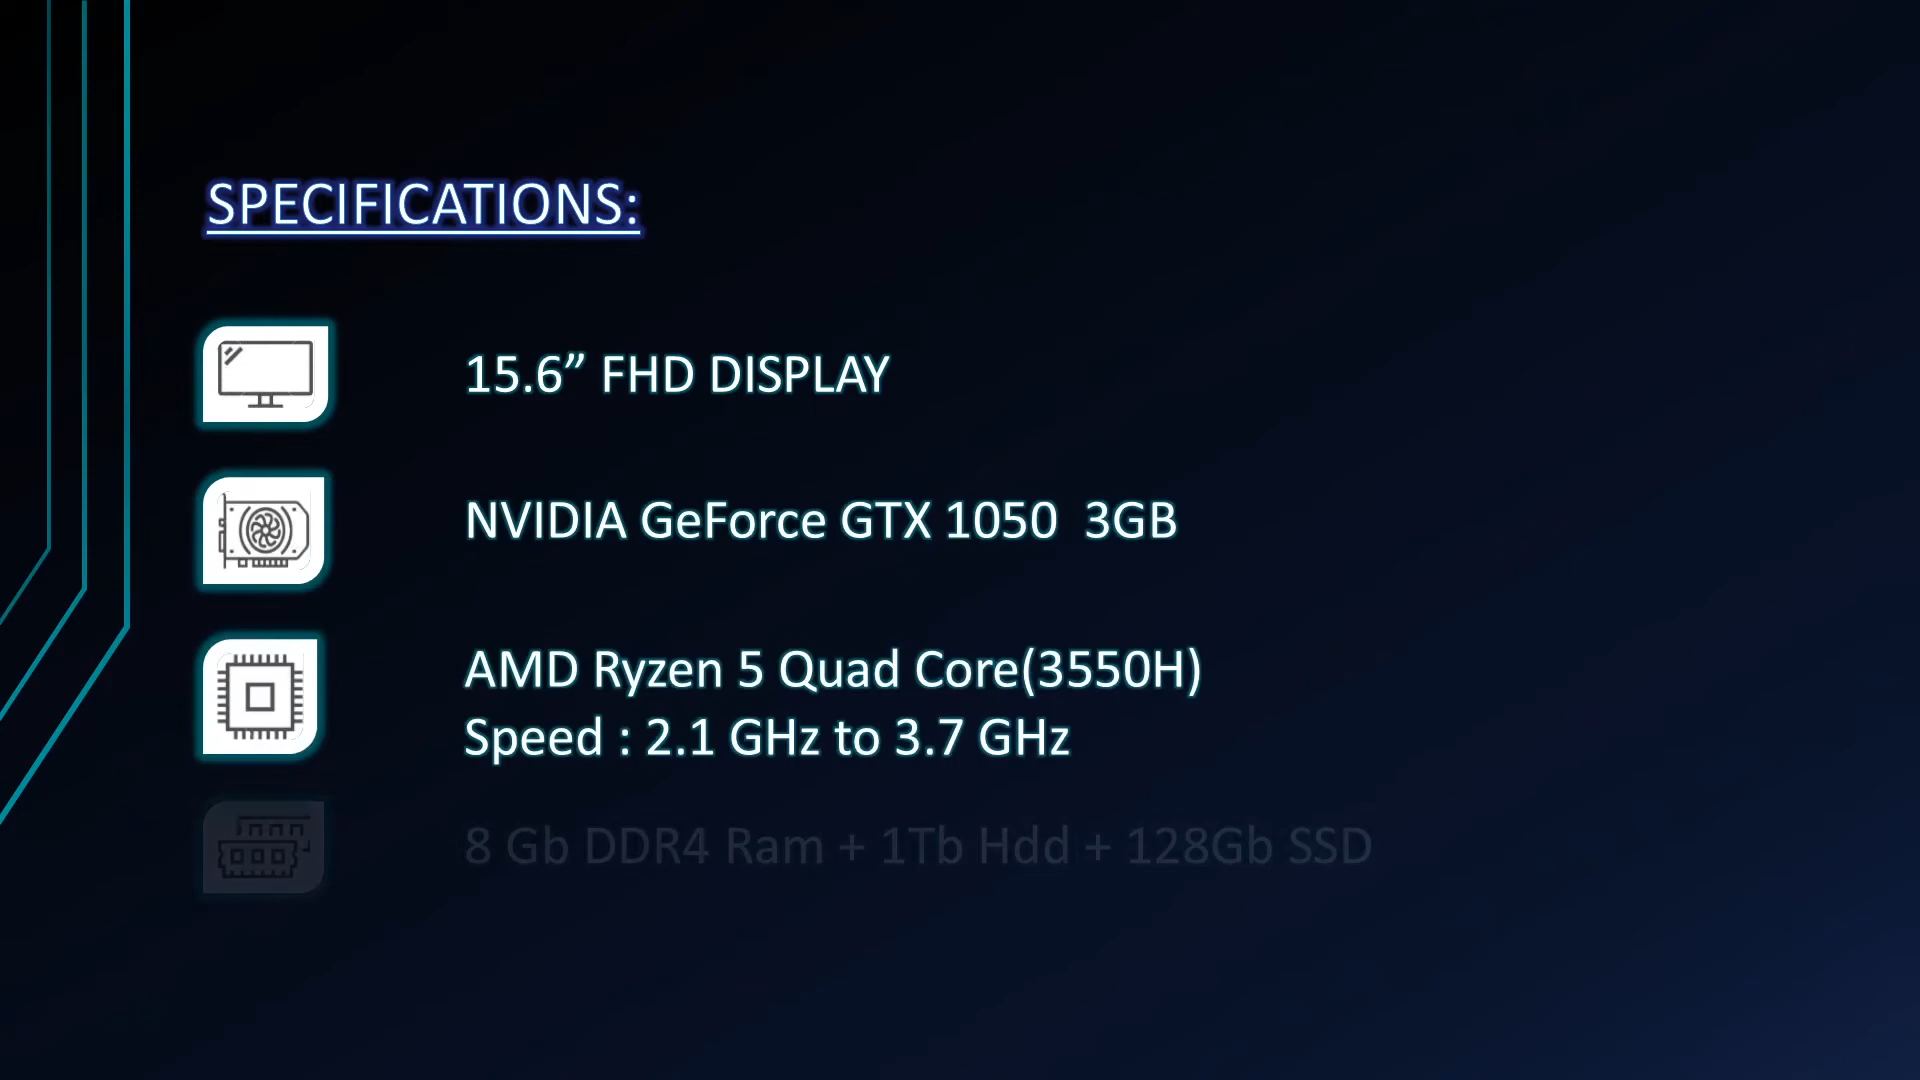 SPECIFICATIONS:
15.6” FHD DISPLAY
NVIDIA GeForce GTX 1050  3GB
AMD Ryzen 5 Quad Core(3550H)
Speed : 2.1 GHz to 3.7 GHz
8 Gb DDR4 Ram + 1Tb Hdd + 128Gb SSD